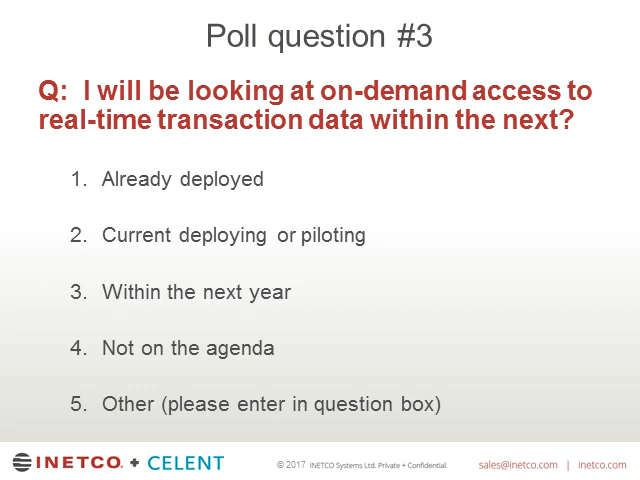 Poll question #3
Q: I will be looking at on-demand access to
real-time transaction data within the next?
1. Already deployed
2. Current deploying or piloting
3. Within the next year
4. Not on the agenda
5. Other (please enter in question box)
INETCO. + CELENT © 2017 INETCO Systems Ltd. Private + Confidential. sales@inetco.com | inetco.com